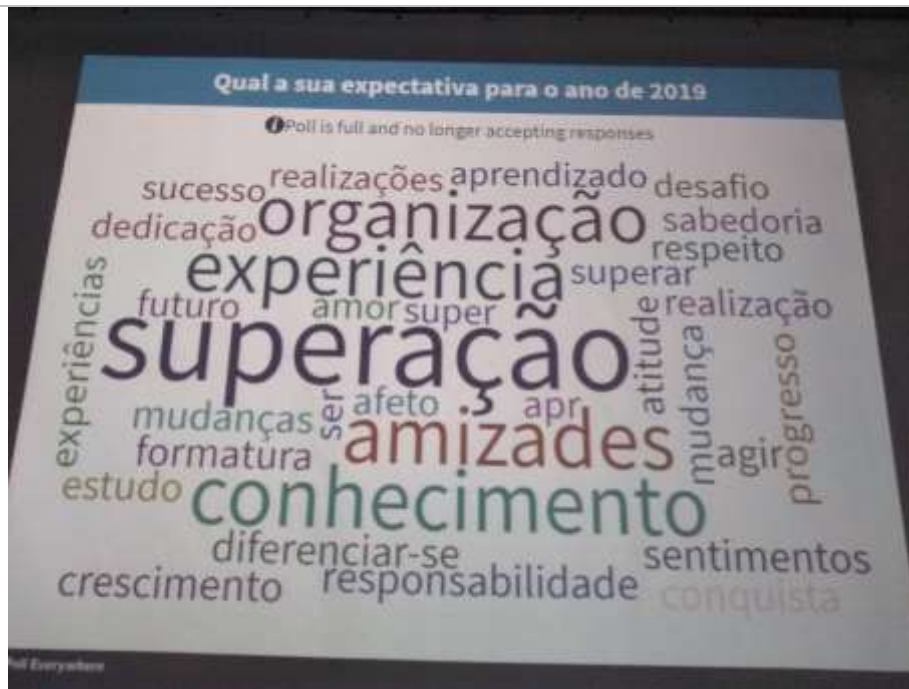 Qual a sua expectativa para o ano de 2019
Poll is full and no longer accepting responses
sucesso realizações aprendizado desafio
dedicação organização sabedoria
respeito
experiências experiência superar
futuro amor super atitude realização
superação mudança progresso
mudanças ser afeto apr
formatura amizades agir
estudo conhecimento
diferenciar-se sentimentos
crescimento responsabilidade conquista
Poll Everywhere